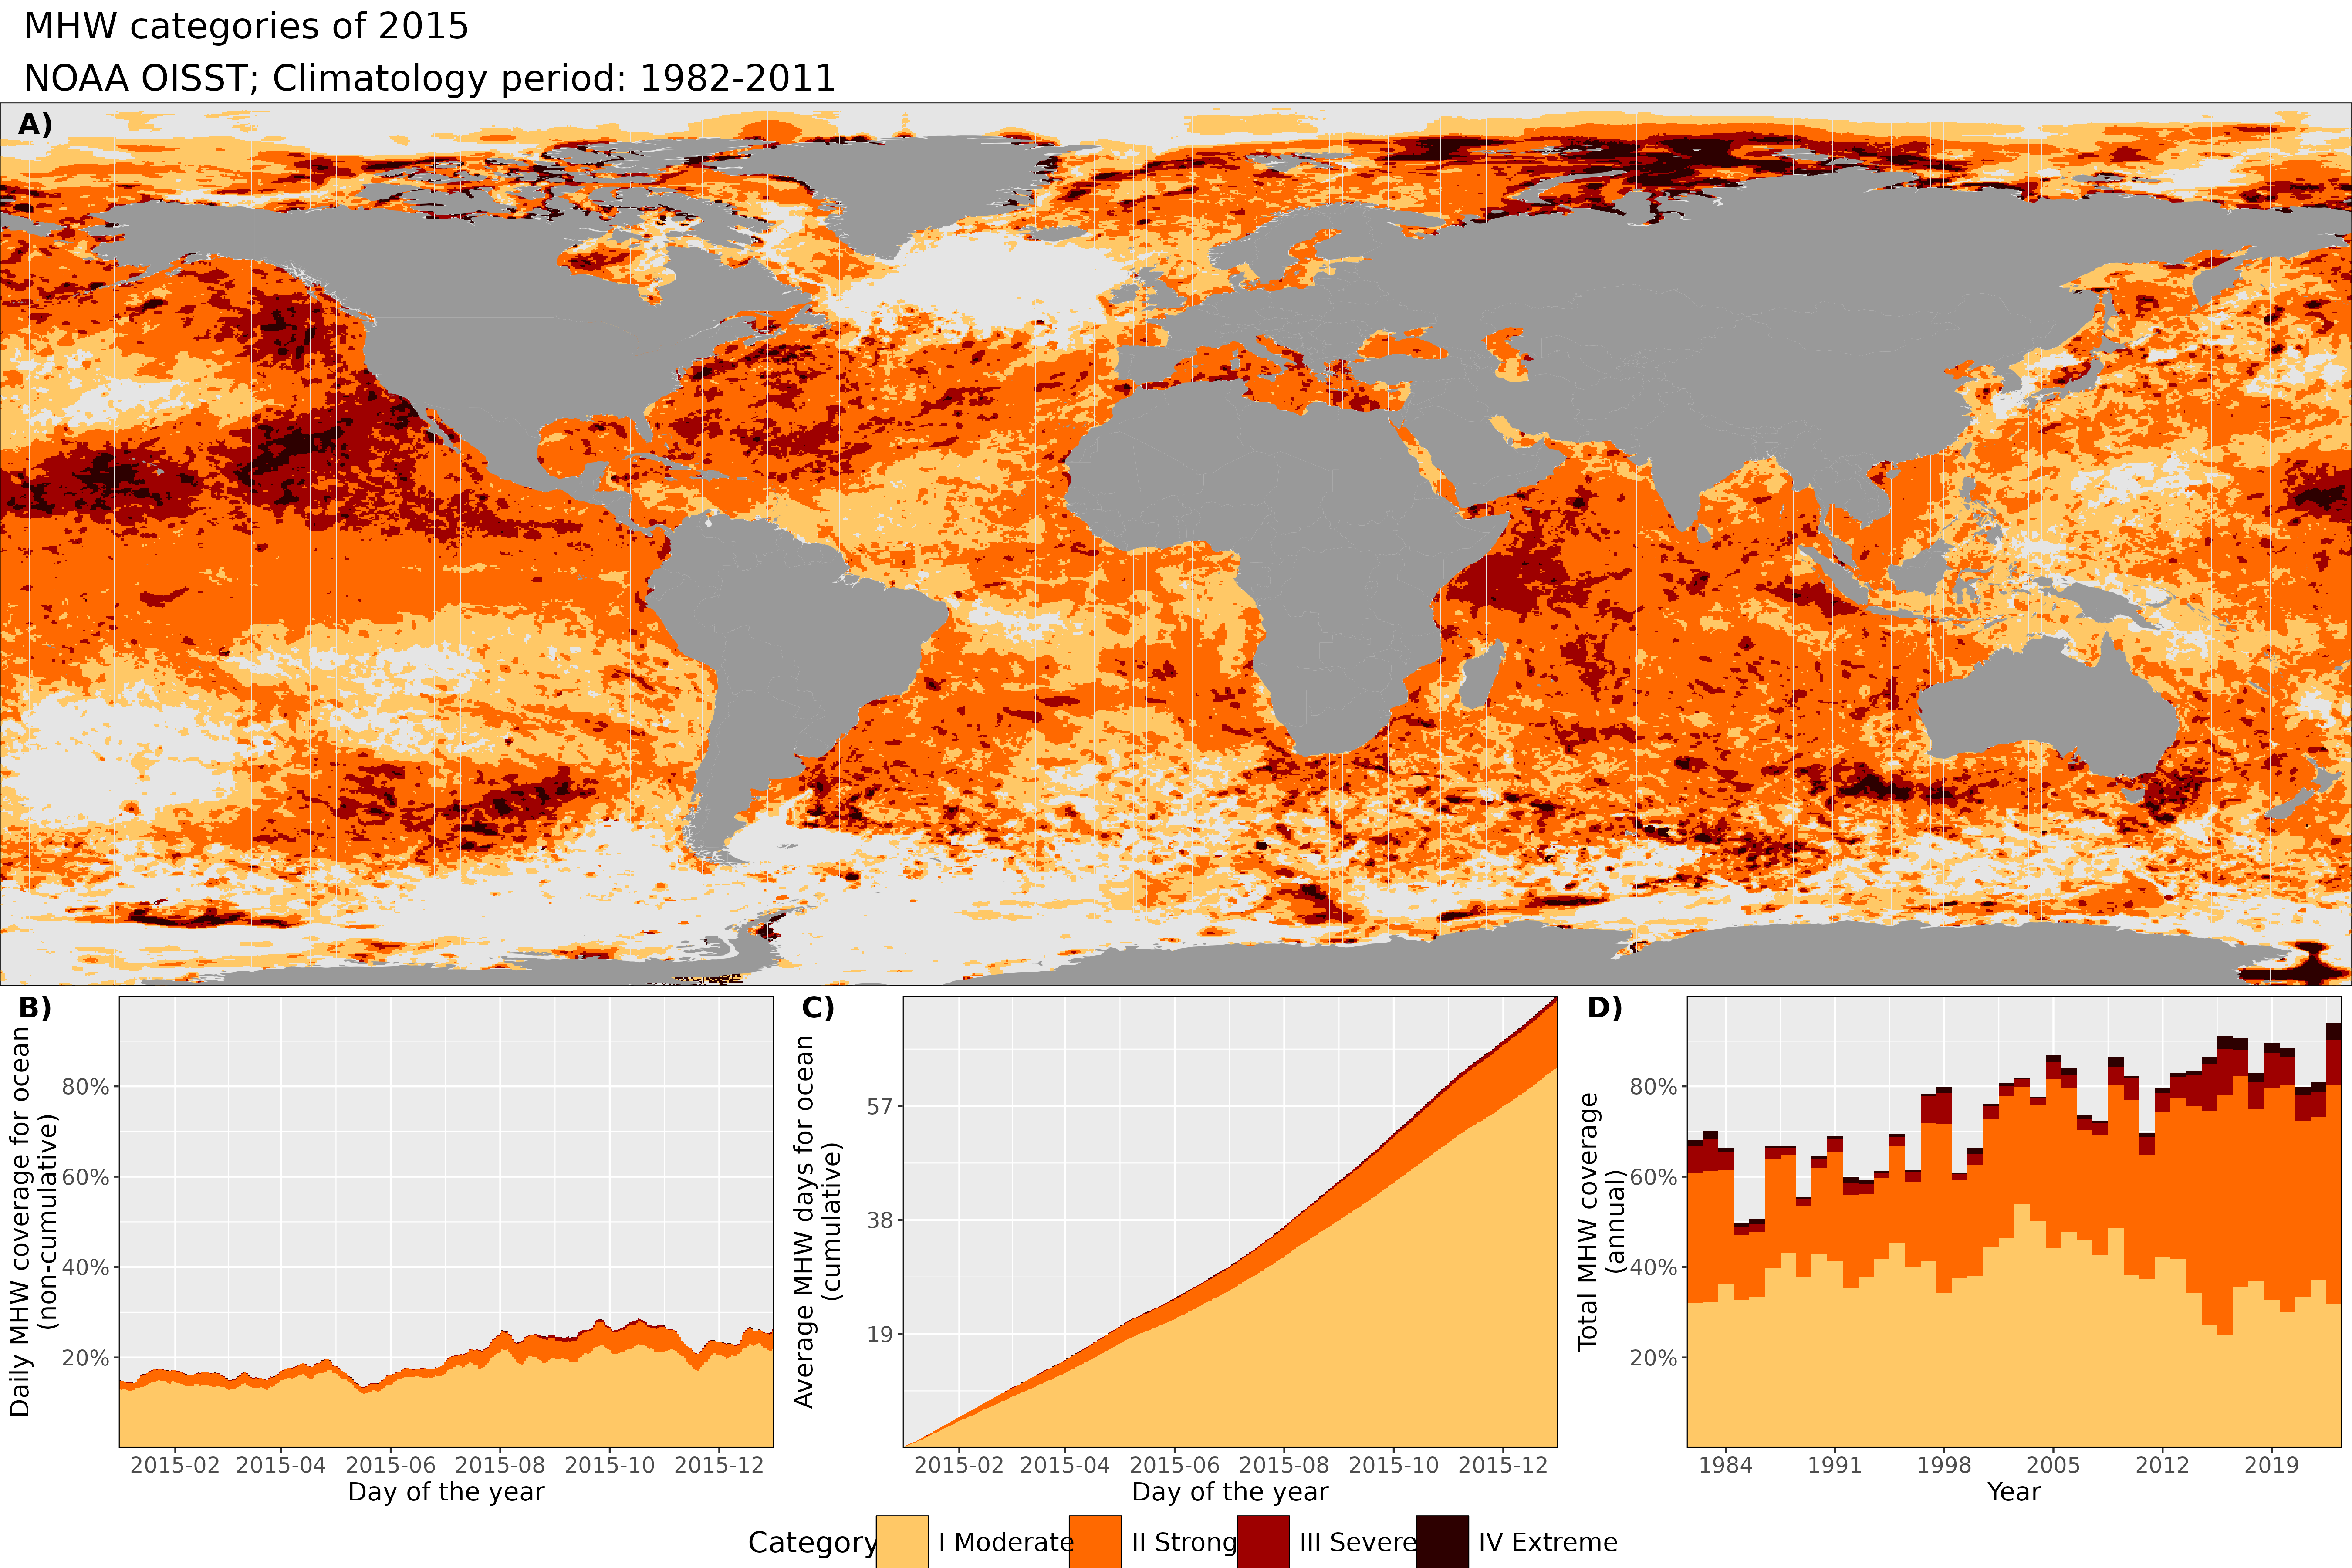 MHW categories of 2015
NOAA OISST; Climatology period: 1982-2011
A)
B)
Daily MHW coverage for ocean
(non-cumulative)
80%
60%
40%
20%
2015-02 2015-04 2015-06 2015-08 2015-10 2015-12
Day of the year
C)
Average MHW days for ocean
(cumulative)
57
38
19
2015-02 2015-04 2015-06 2015-08 2015-10 2015-12
Day of the year
D)
Total MHW coverage
(annual)
80%
60%
40%
20%
1984 1991 1998 2005 2012 2019
Year
Category I Moderate II Strong III Severe IV Extreme